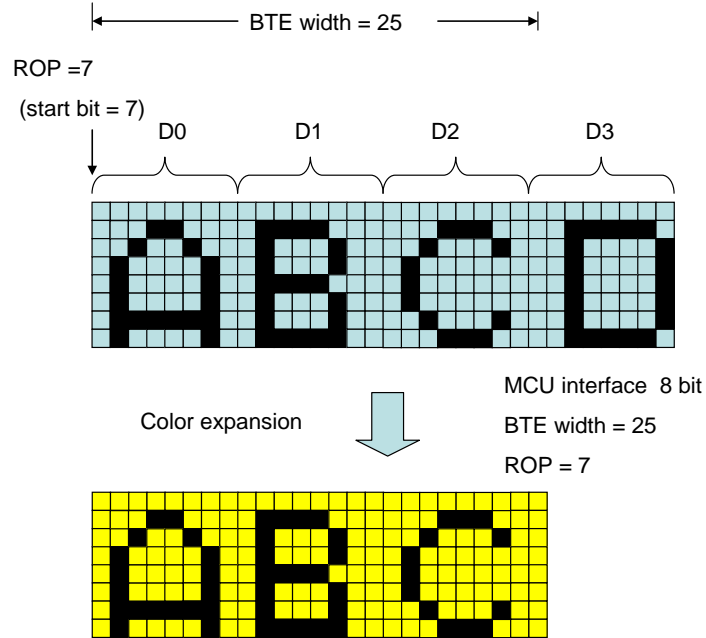 BTE width = 25
ROP =7
(start bit = 7)
D0 D1 D2 D3
MCU interface 8 bit
Color expansion
BTE width = 25
ROP = 7